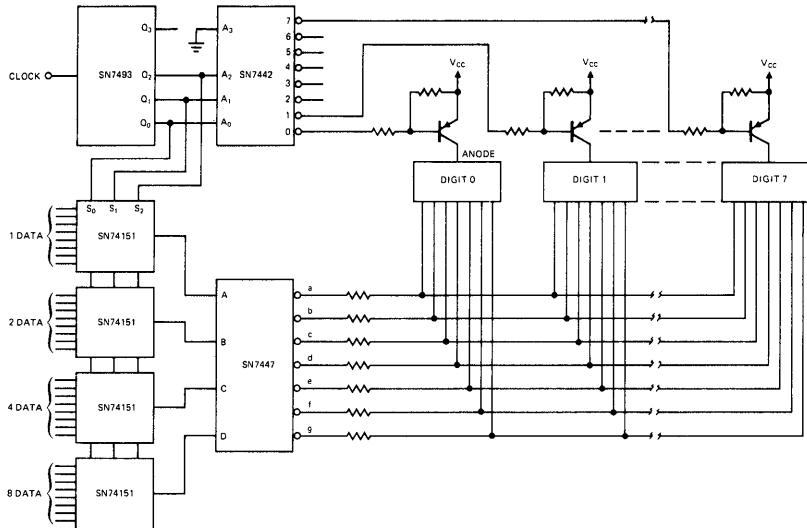 CLOCK
SN7493
Q3
Q2
Q1
Q0
A3
A2
A1
A0
SN7442
7
6
5
4
3
2
1
0
VCC
VCC
VCC
ANODE
DIGIT 0
DIGIT 1
DIGIT 7
S0 S1 S2
1 DATA
SN74151
2 DATA
SN74151
4 DATA
SN74151
8 DATA
SN74151
A
B
C
D
SN7447
a
b
c
d
e
f
g